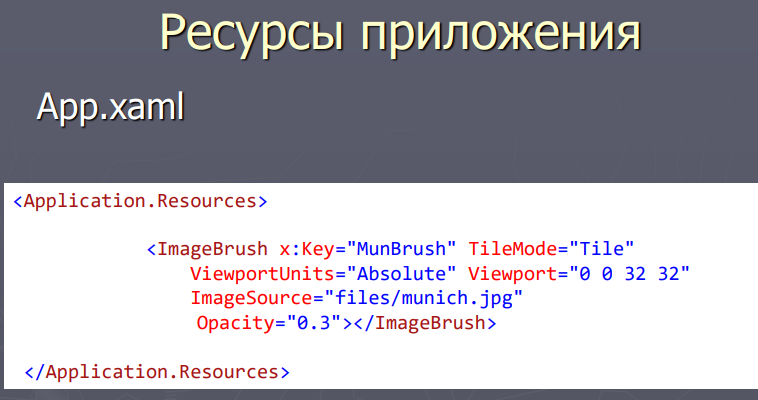 Ресурсы приложения
App.xaml
<Application.Resources>
<ImageBrush x:Key="MunBrush" TileMode="Tile"
ViewportUnits="Absolute" Viewport="0 0 32 32"
ImageSource="files/munich.jpg"
Opacity="0.3"></ImageBrush>
</Application.Resources>